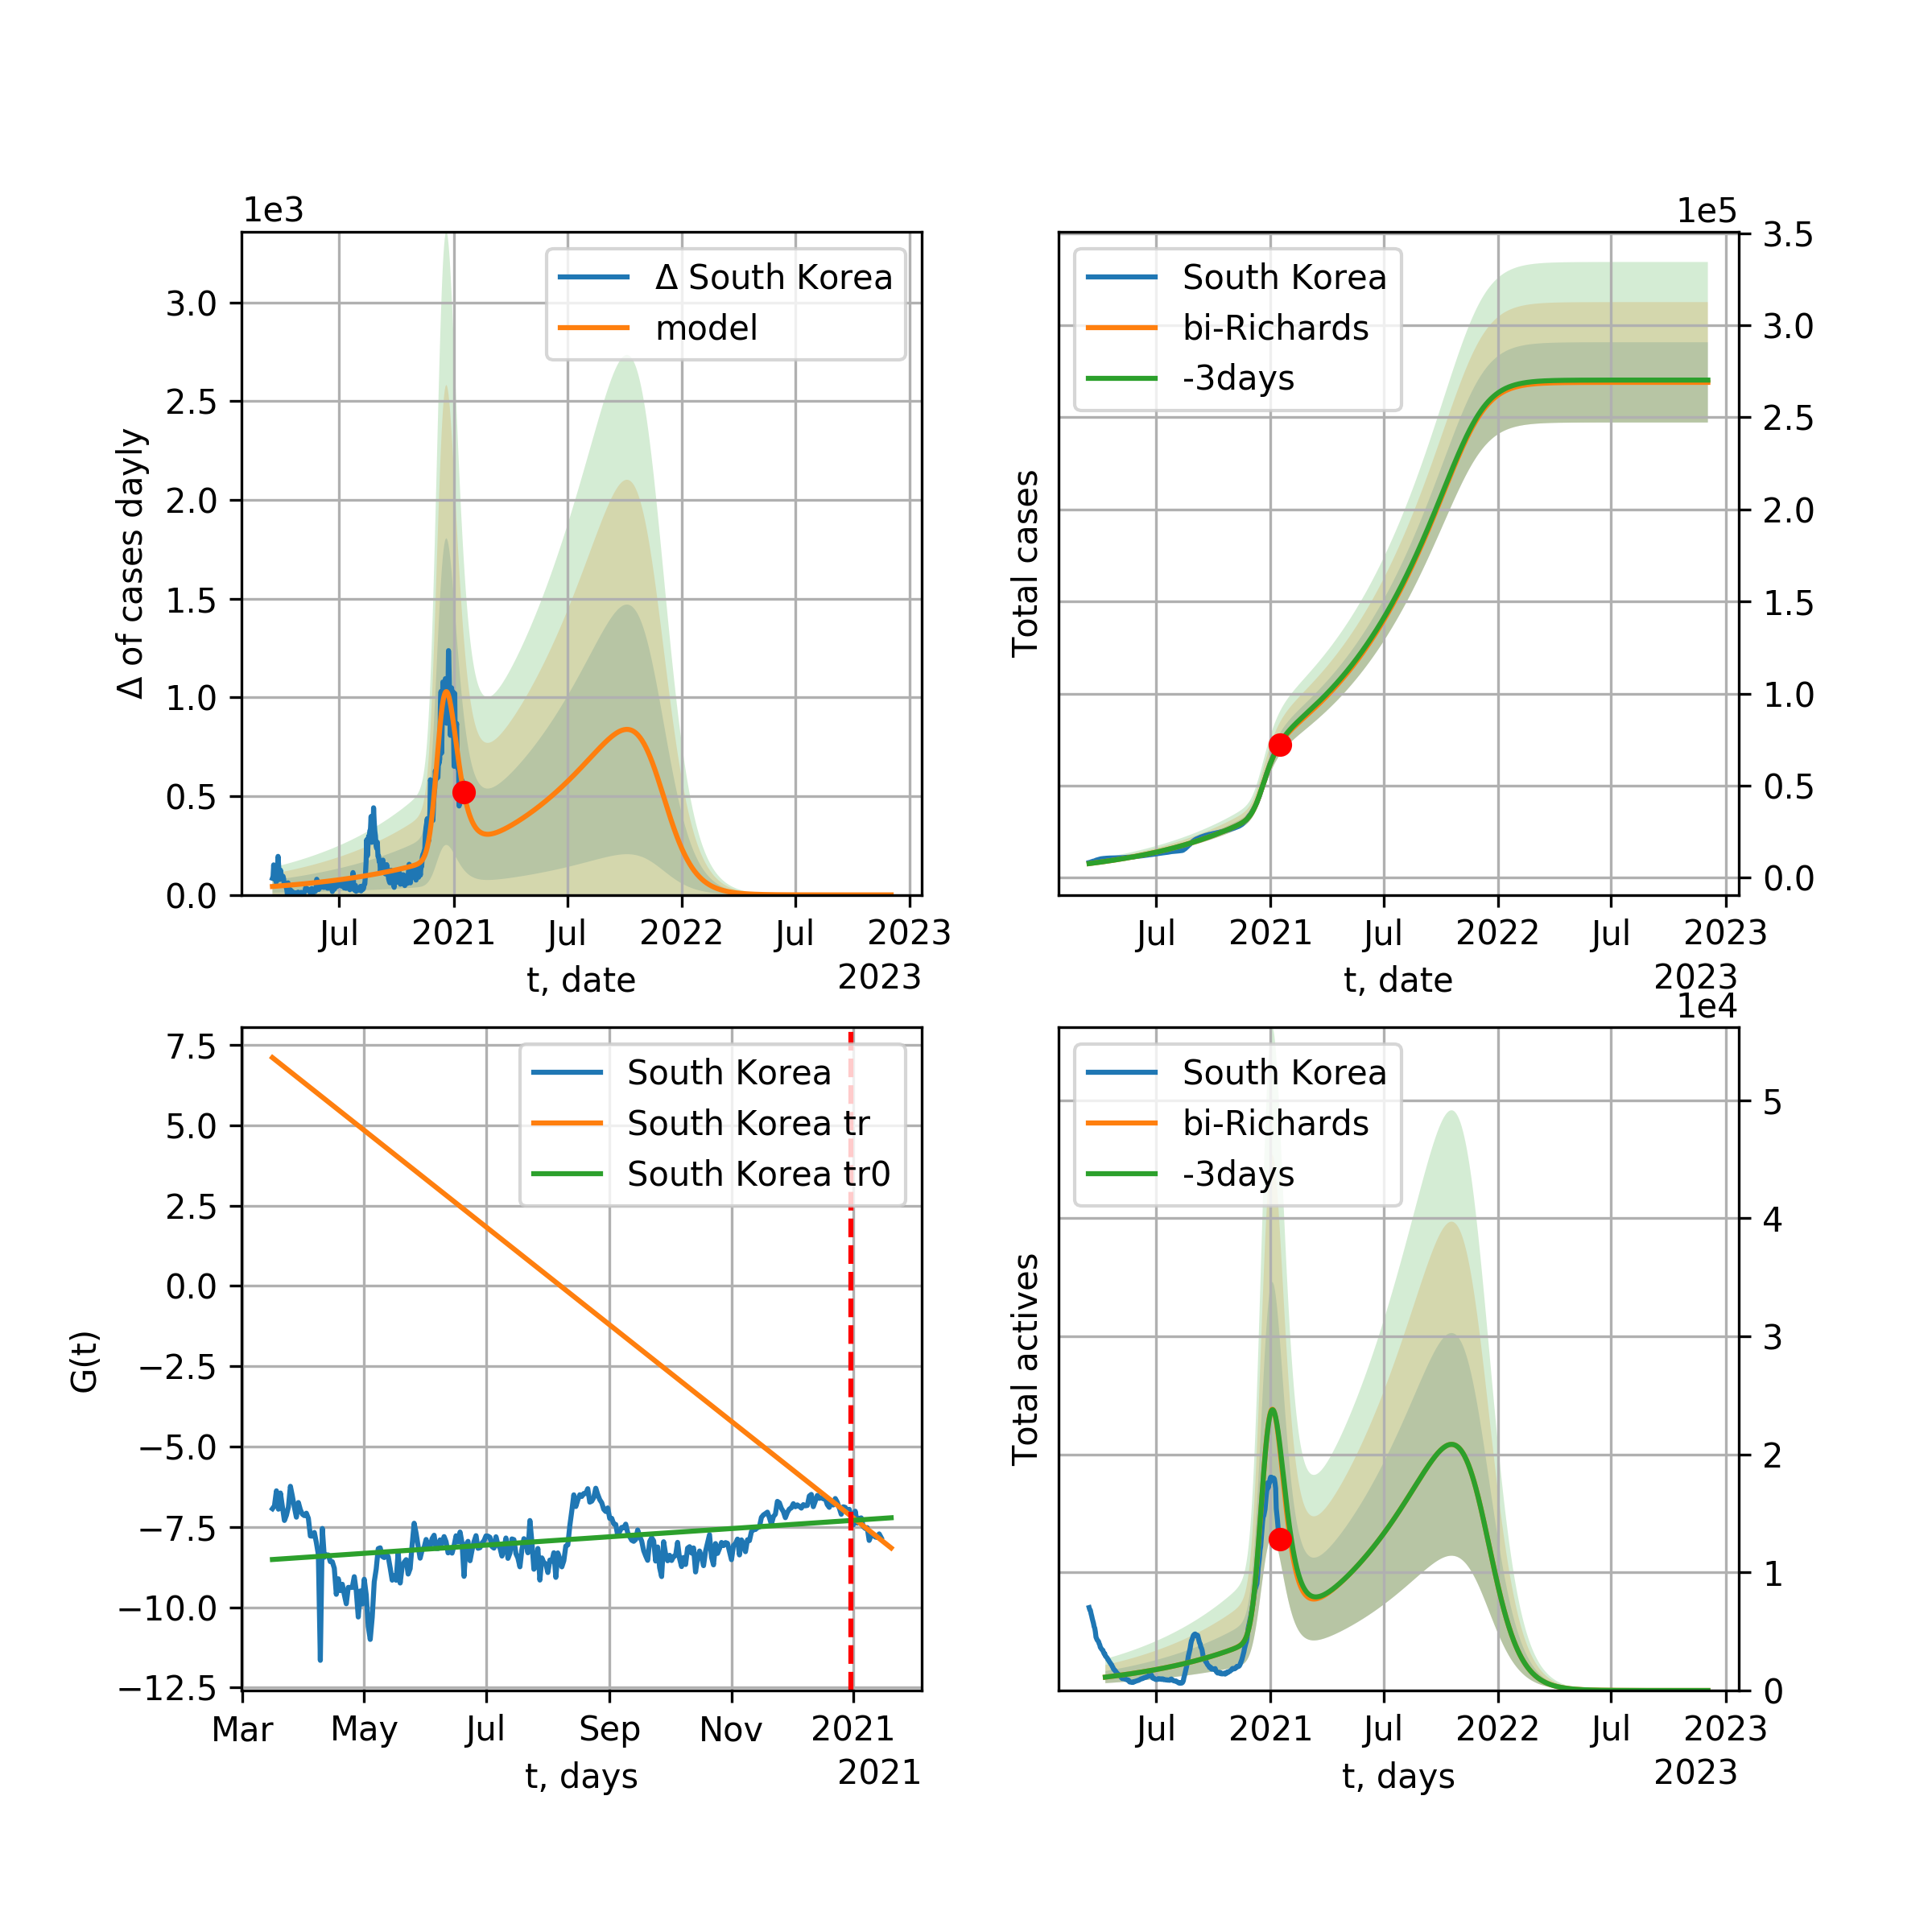 1e3
Δ of cases dayly
3.0
2.5
2.0
1.5
1.0
0.5
0.0
Δ South Korea
model
Jul
2021
Jul
2022
Jul
2023
t, date
2023
1e5
Total cases
South Korea
bi-Richards
-3days
3.5
3.0
2.5
2.0
1.5
1.0
0.5
0.0
Jul
2021
Jul
2022
Jul
2023
t, date
2023
G(t)
7.5
5.0
2.5
0.0
−2.5
−5.0
−7.5
−10.0
−12.5
South Korea
South Korea tr
South Korea tr0
Mar
May
Jul
Sep
Nov
2021
t, days
2021
1e4
Total actives
South Korea
bi-Richards
-3days
5
4
3
2
1
0
Jul
2021
Jul
2022
Jul
2023
t, days
2023